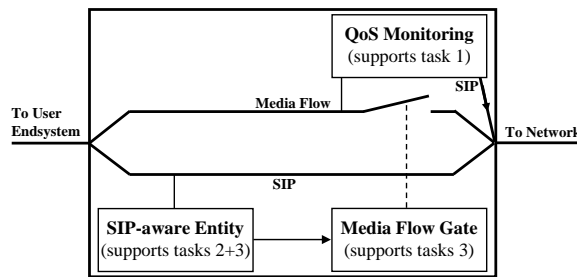 QoS Monitoring
(supports task 1)
SIP
Media Flow
To User
Endsystem
To Network
SIP
SIP-aware Entity
(supports tasks 2+3)
Media Flow Gate
(supports tasks 3)